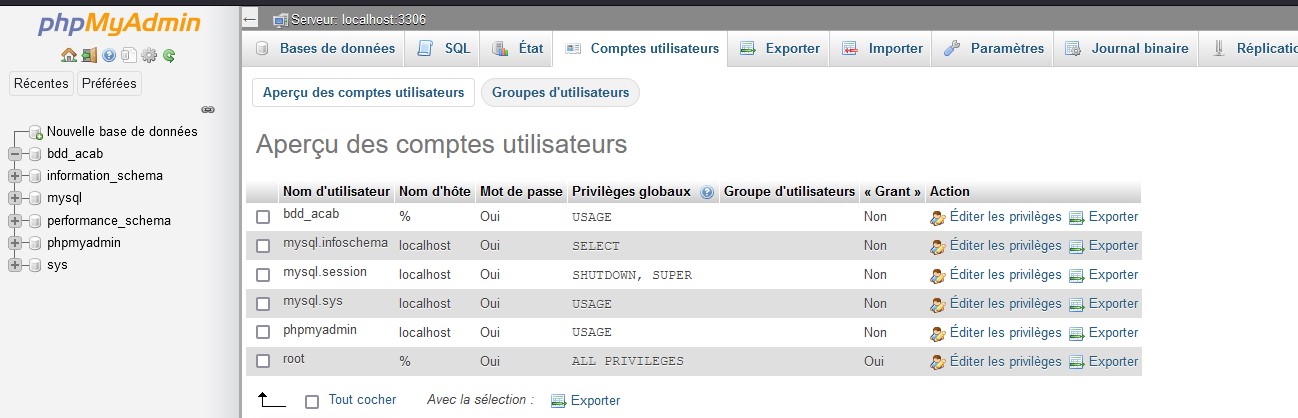 phpMyAdmin
Récentes Préférées
Nouvelle base de données
bdd_acab
information_schema
mysql
performance_schema
phpmyadmin
sys
Serveur: localhost:3306
Bases de données SQL État Comptes utilisateurs Exporter Importer Paramètres Journal binaire Réplicatio
Aperçu des comptes utilisateurs Groupes d'utilisateurs
Aperçu des comptes utilisateurs
Nom d'utilisateur Nom d'hôte Mot de passe Privilèges globaux Groupe d'utilisateurs « Grant » Action
bdd_acab % Oui USAGE Non Éditer les privilèges Exporter
mysql.infoschema localhost Oui SELECT Non Éditer les privilèges Exporter
mysql.session localhost Oui SHUTDOWN, SUPER Non Éditer les privilèges Exporter
mysql.sys localhost Oui USAGE Non Éditer les privilèges Exporter
phpmyadmin localhost Oui USAGE Non Éditer les privilèges Exporter
root % Oui ALL PRIVILEGES Oui Éditer les privilèges Exporter
Tout cocher Avec la sélection : Exporter